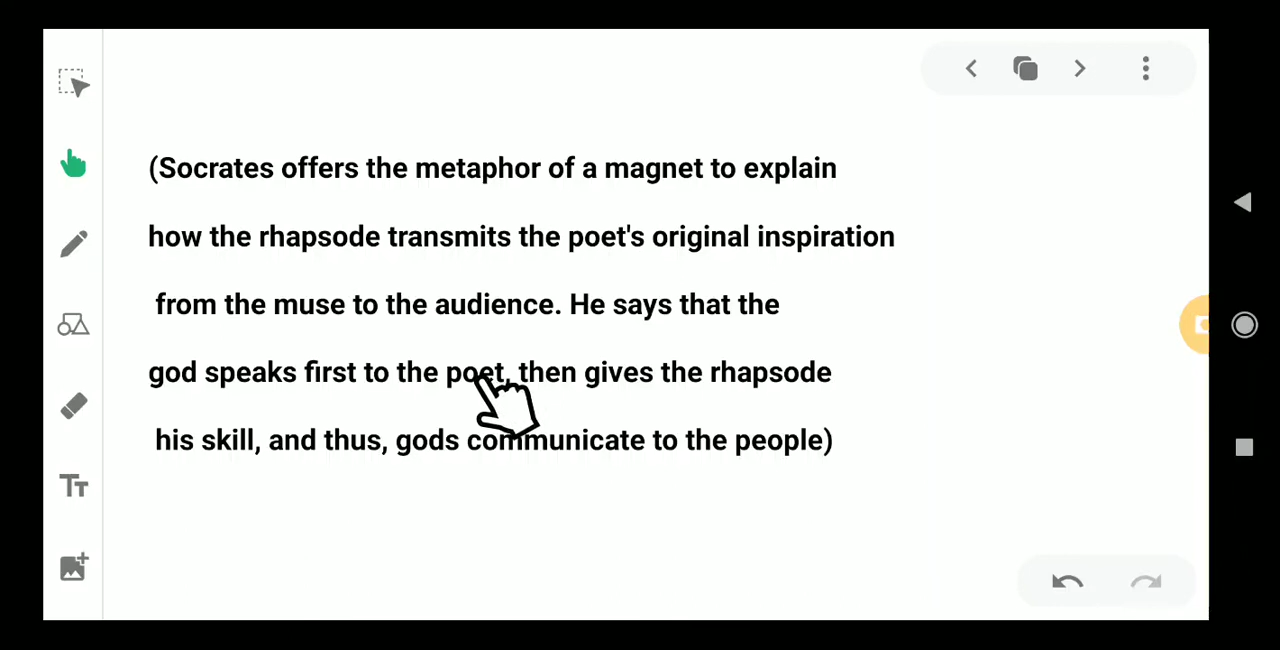 (Socrates offers the metaphor of a magnet to explain
how the rhapsode transmits the poet's original inspiration
from the muse to the audience. He says that the
god speaks first to the poet, then gives the rhapsode
his skill, and thus, gods communicate to the people)
TT